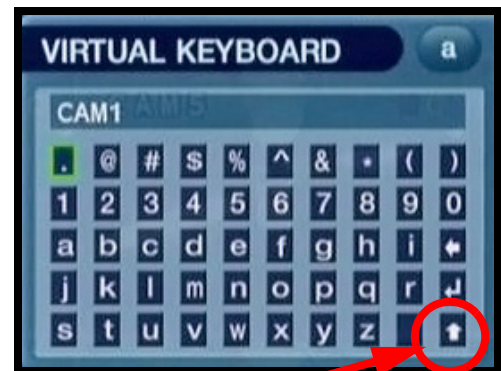 VIRTUAL KEYBOARD a
CAM1
. @ # $ % ^ & * ( )
1 2 3 4 5 6 7 8 9 0
a b c d e f g h i ←
j k l m n o p q r ↵
s t u v w x y z ↑